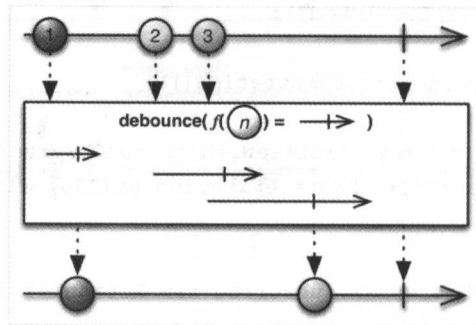 1 2 3
debounce( f( n ) = )